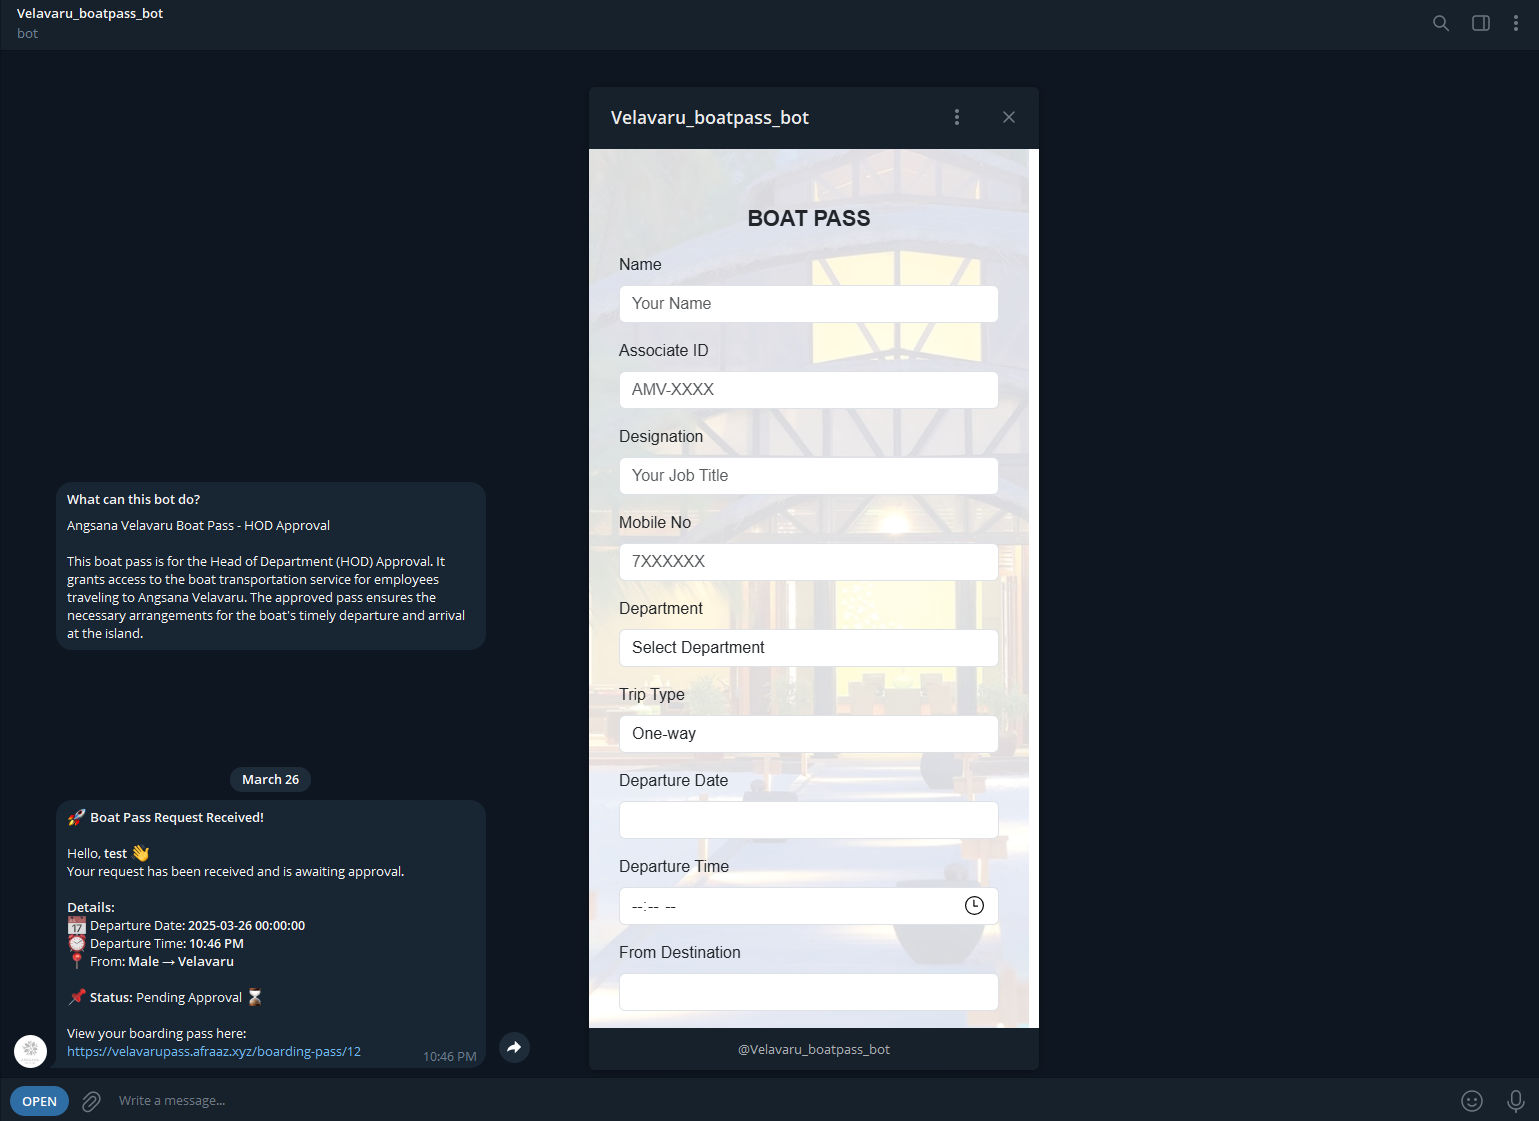 Velavaru_boatpass_bot
bot
What can this bot do?
Angsana Velavaru Boat Pass - HOD Approval
This boat pass is for the Head of Department (HOD) Approval. It
grants access to the boat transportation service for employees
traveling to Angsana Velavaru. The approved pass ensures the
necessary arrangements for the boat's timely departure and arrival
at the island.
March 26
🚀 Boat Pass Request Received!
Hello, test 👋
Your request has been received and is awaiting approval.
Details:
📅 Departure Date: 2025-03-26 00:00:00
⏰ Departure Time: 10:46 PM
📍 From: Male → Velavaru
📌 Status: Pending Approval ⏳
View your boarding pass here:
https://velavarupass.afraaz.xyz/boarding-pass/12
10:46 PM
Velavaru_boatpass_bot
BOAT PASS
Name
Your Name
Associate ID
AMV-XXXX
Designation
Your Job Title
Mobile No
7XXXXXX
Department
Select Department
Trip Type
One-way
Departure Date
Departure Time
--:-- --
From Destination
@Velavaru_boatpass_bot
OPEN
Write a message...